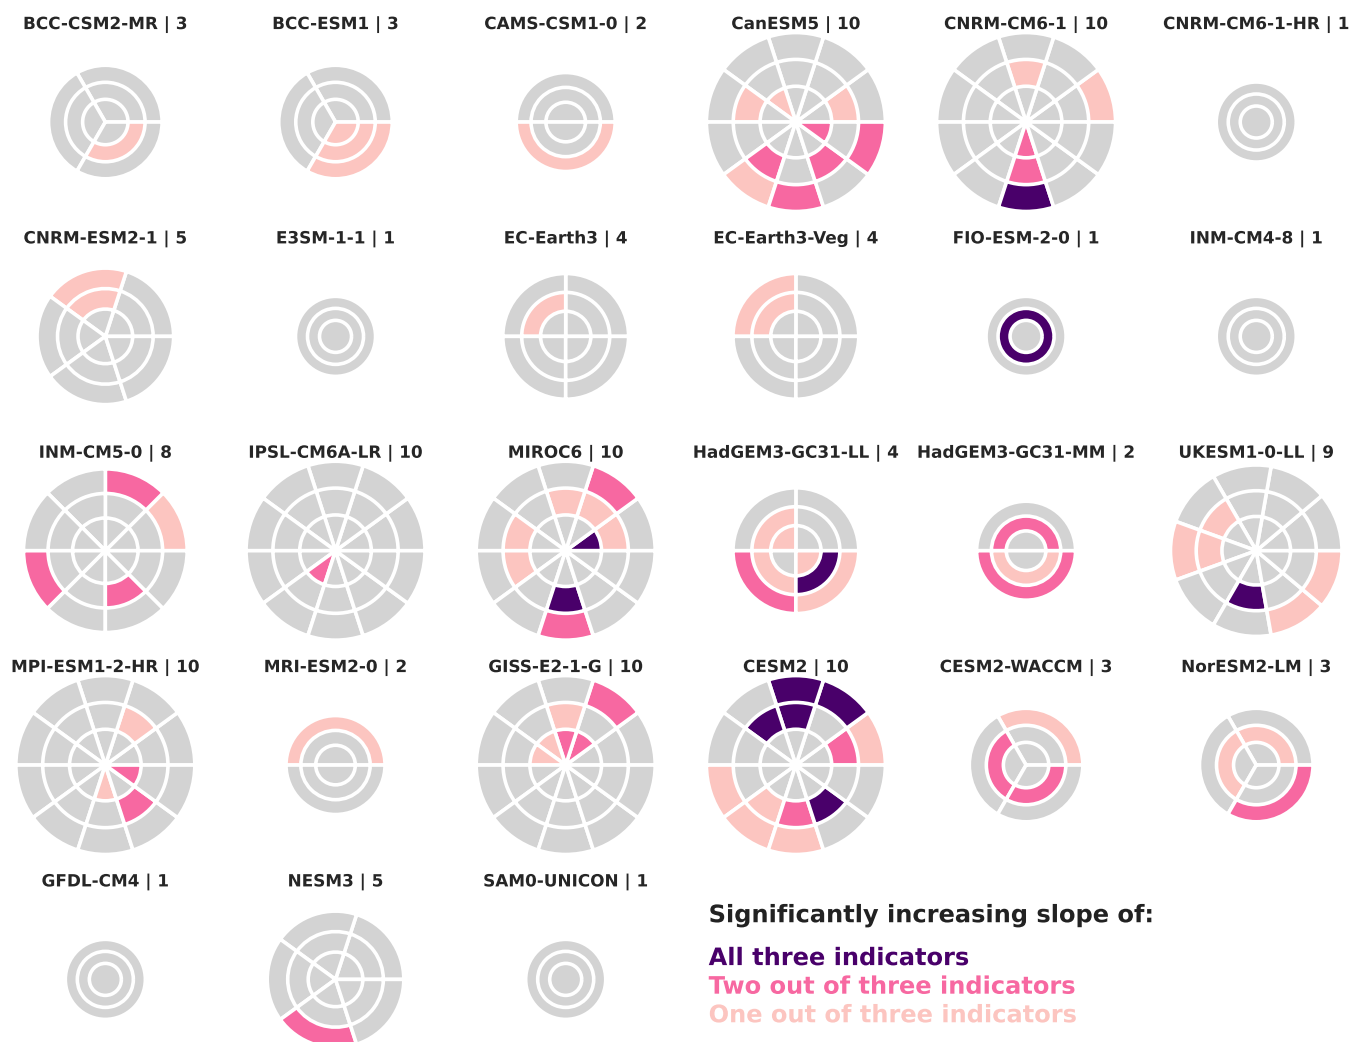 BCC-CSM2-MR | 3
BCC-ESM1 | 3
CAMS-CSM1-0 | 2
CanESM5 | 10
CNRM-CM6-1 | 10
CNRM-CM6-1-HR | 1
CNRM-ESM2-1 | 5
E3SM-1-1 | 1
EC-Earth3 | 4
EC-Earth3-Veg | 4
FIO-ESM-2-0 | 1
INM-CM4-8 | 1
INM-CM5-0 | 8
IPSL-CM6A-LR | 10
MIROC6 | 10
HadGEM3-GC31-LL | 4
HadGEM3-GC31-MM | 2
UKESM1-0-LL | 9
MPI-ESM1-2-HR | 10
MRI-ESM2-0 | 2
GISS-E2-1-G | 10
CESM2 | 10
CESM2-WACCM | 3
NorESM2-LM | 3
GFDL-CM4 | 1
NESM3 | 5
SAM0-UNICON | 1
Significantly increasing slope of:
All three indicators
Two out of three indicators
One out of three indicators